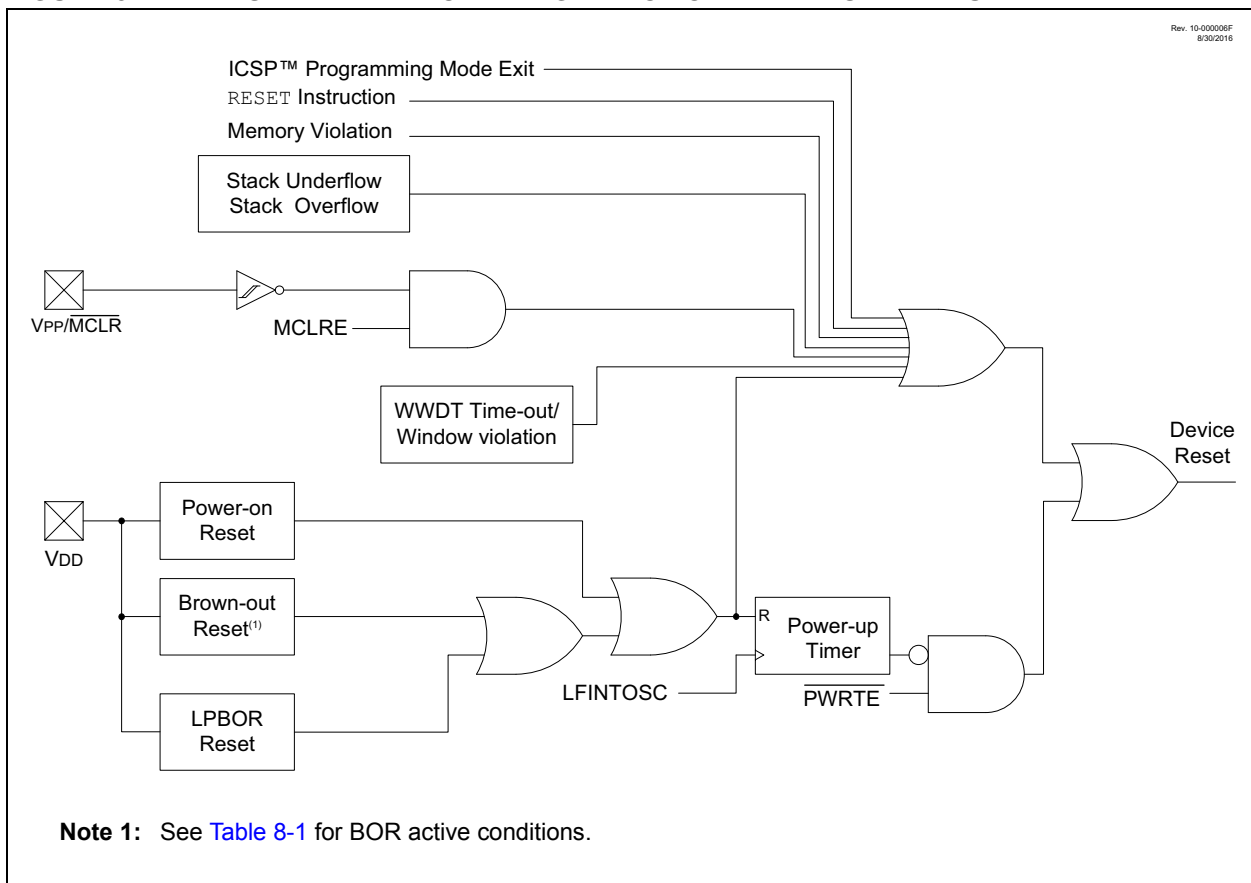 Rev. 10-000006F
8/30/2016
ICSP™ Programming Mode Exit
RESET Instruction
Memory Violation
Stack Underflow
Stack Overflow
VPP/MCLR
MCLRE
WWDT Time-out/
Window violation
Device
Reset
VDD
Power-on
Reset
Brown-out
Reset(1)
LPBOR
Reset
R
Power-up
Timer
LFINTOSC
PWRTE
Note 1: See Table 8-1 for BOR active conditions.